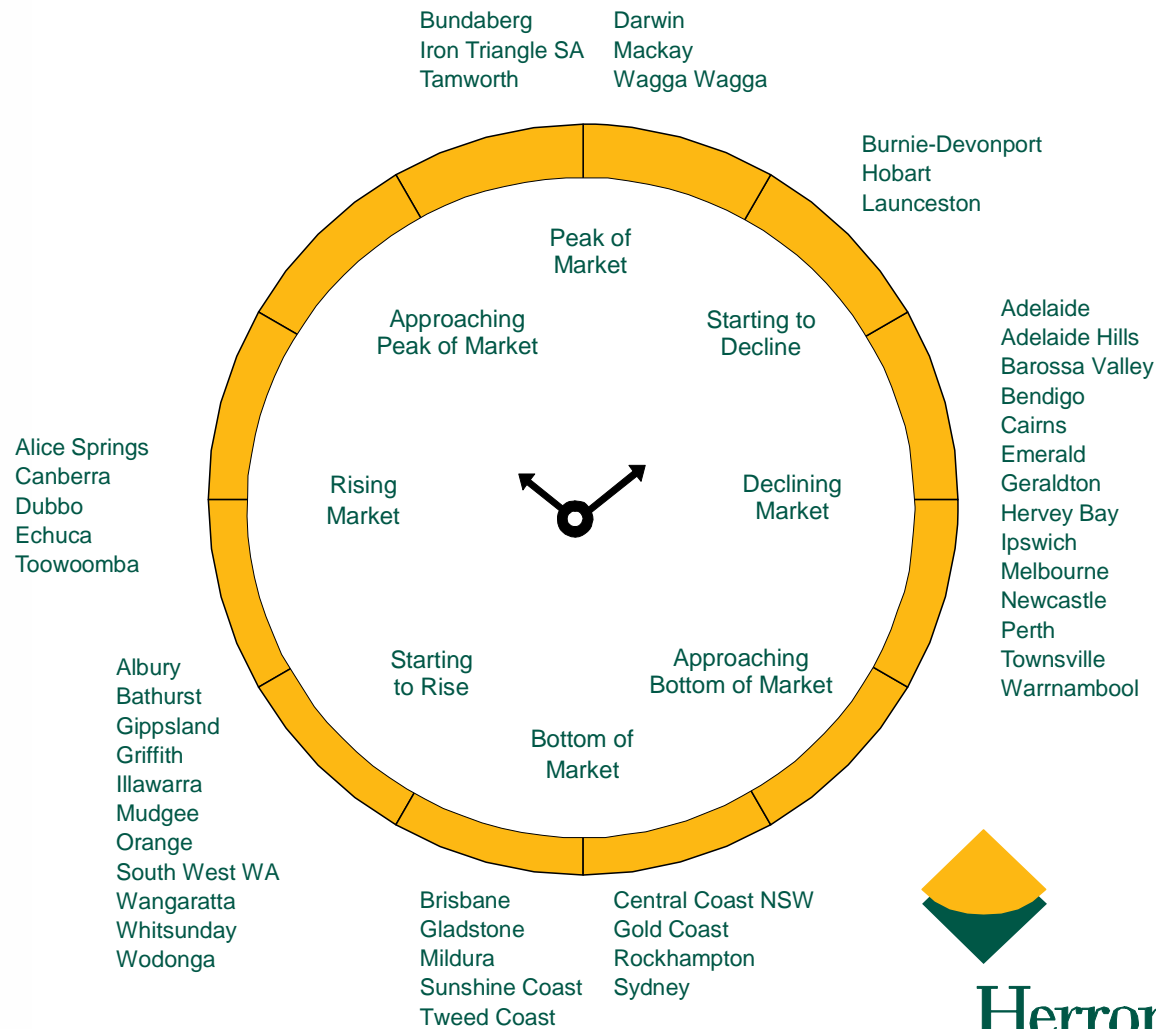 Bundaberg
Iron Triangle SA
Tamworth
Darwin
Mackay
Wagga Wagga
Burnie-Devonport
Hobart
Launceston
Peak of
Market
Approaching
Peak of Market
Starting to
Decline
Adelaide
Adelaide Hills
Barossa Valley
Bendigo
Cairns
Emerald
Geraldton
Hervey Bay
Ipswich
Melbourne
Newcastle
Perth
Townsville
Warrnambool
Alice Springs
Canberra
Dubbo
Echuca
Toowoomba
Rising
Market
Declining
Market
Starting
to Rise
Approaching
Bottom of Market
Bottom of
Market
Albury
Bathurst
Gippsland
Griffith
Illawarra
Mudgee
Orange
South West WA
Wangaratta
Whitsunday
Wodonga
Brisbane
Gladstone
Mildura
Sunshine Coast
Tweed Coast
Central Coast NSW
Gold Coast
Rockhampton
Sydney